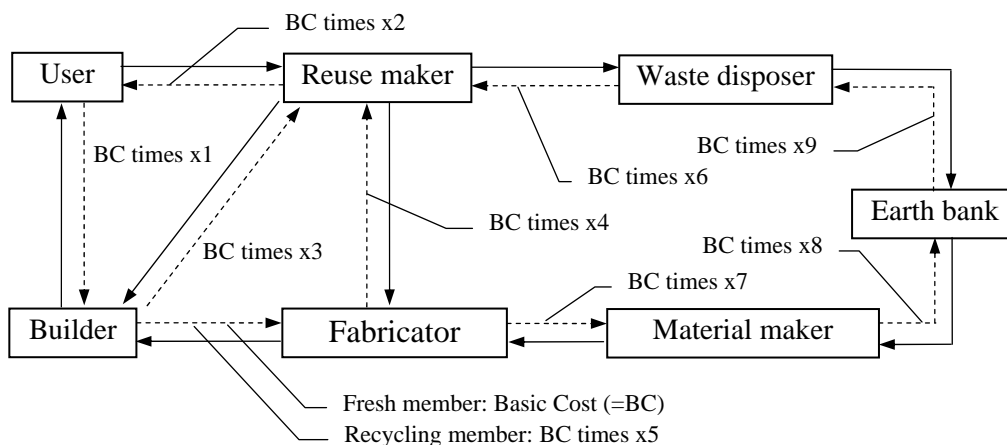 BC times x2
User
Reuse maker
Waste disposer
BC times x1
BC times x9
BC times x6
Earth bank
BC times x4
BC times x3
BC times x8
BC times x7
Builder
Fabricator
Material maker
Fresh member: Basic Cost (=BC)
Recycling member: BC times x5